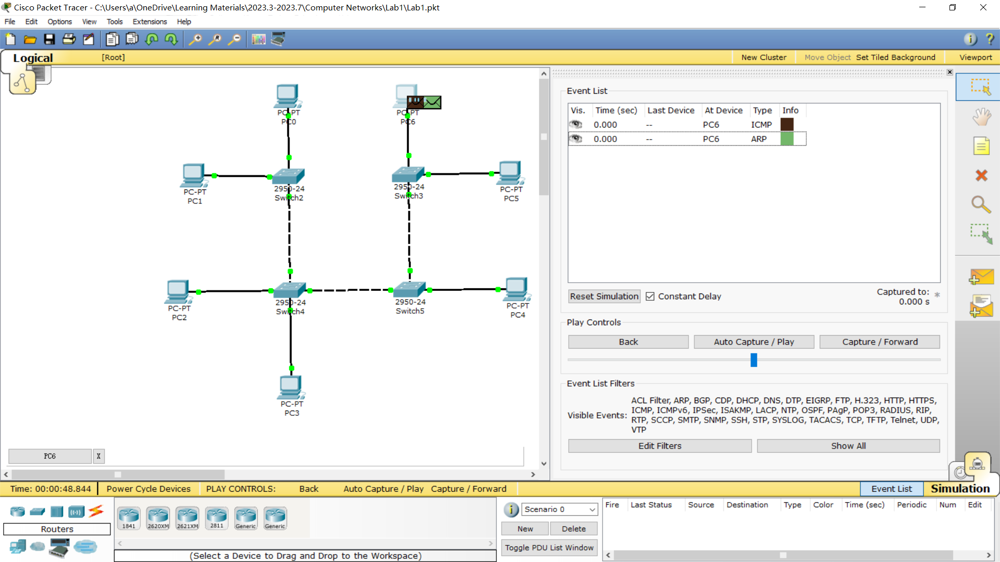 Cisco Packet Tracer - C:\Users\a\OneDrive\Learning Materials\2023.3-2023.7\Computer Networks\Lab1\Lab1.pkt
File Edit Options View Tools Extensions Help
Logical [Root] New Cluster Move Object Set Tiled Background Viewport
PC-PT
PC0
PC-PT
PC6
PC-PT
PC1
2950-24
Switch2
2950-24
Switch3
PC-PT
PC5
PC-PT
PC2
2950-24
Switch4
2950-24
Switch5
PC-PT
PC4
PC-PT
PC3
PC6 X
Event List
Vis. Time (sec) Last Device At Device Type Info
0.000 -- PC6 ICMP
0.000 -- PC6 ARP
Reset Simulation Constant Delay Captured to: *
0.000 s
Play Controls
Back Auto Capture / Play Capture / Forward
Event List Filters
Visible Events:
ACL Filter, ARP, BGP, CDP, DHCP, DNS, DTP, EIGRP, FTP, H.323, HTTP, HTTPS,
ICMP, ICMPv6, IPSec, ISAKMP, LACP, NTP, OSPF, PAgP, POP3, RADIUS, RIP,
RTP, SCCP, SMTP, SNMP, SSH, STP, SYSLOG, TACACS, TCP, TFTP, Telnet, UDP,
VTP
Edit Filters Show All
Time: 00:00:48.844 Power Cycle Devices PLAY CONTROLS: Back Auto Capture / Play Capture / Forward Event List Simulation
Routers
1841 2620XM 2621XM 2811 Generic Generic
(Select a Device to Drag and Drop to the Workspace)
Scenario 0
New Delete
Toggle PDU List Window
Fire Last Status Source Destination Type Color Time (sec) Periodic Num Edit